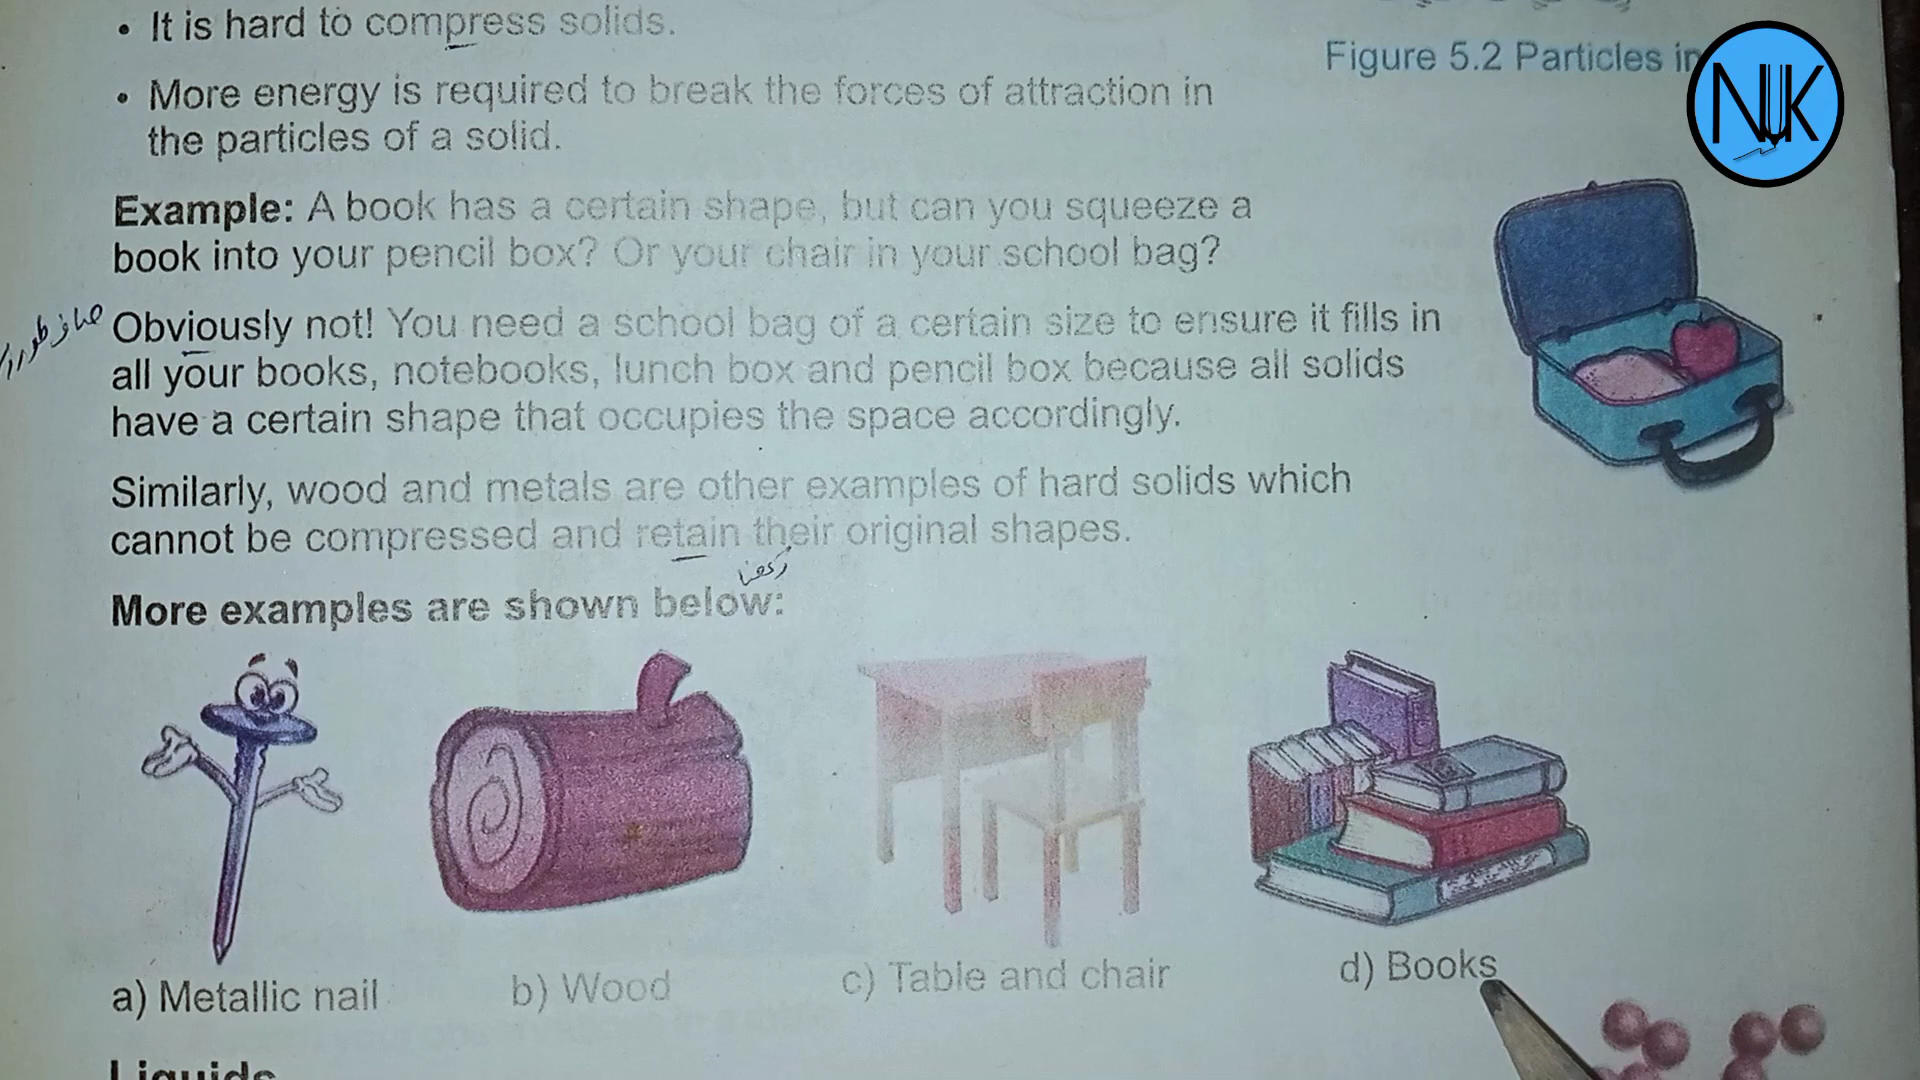 • It is hard to compress solids.
Figure 5.2 Particles in
NUK
• More energy is required to break the forces of attraction in
the particles of a solid.
Example: A book has a certain shape, but can you squeeze a
book into your pencil box? Or your chair in your school bag?
Obviously not! You need a school bag of a certain size to ensure it fills in
all your books, notebooks, lunch box and pencil box because all solids
have a certain shape that occupies the space accordingly.
Similarly, wood and metals are other examples of hard solids which
cannot be compressed and retain their original shapes.
رکھنا
More examples are shown below:
a) Metallic nail
b) Wood
c) Table and chair
d) Books
Liquids